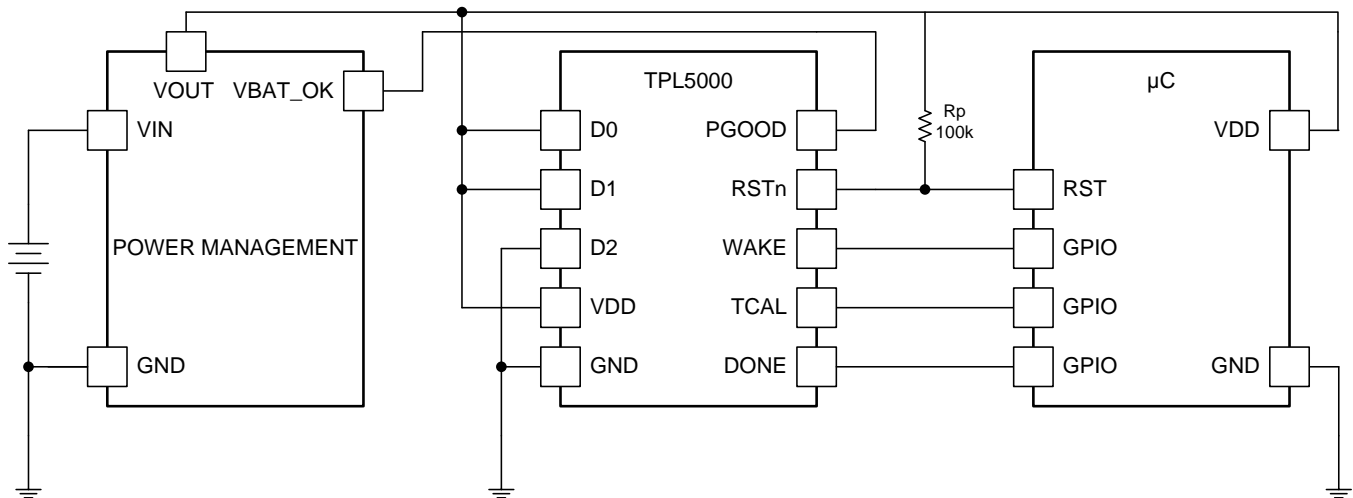 VOUT
VBAT_OK
VIN
POWER MANAGEMENT
GND
TPL5000
D0
D1
D2
VDD
GND
PGOOD
RSTn
WAKE
TCAL
DONE
Rp
100k
µC
VDD
RST
GPIO
GPIO
GPIO
GND